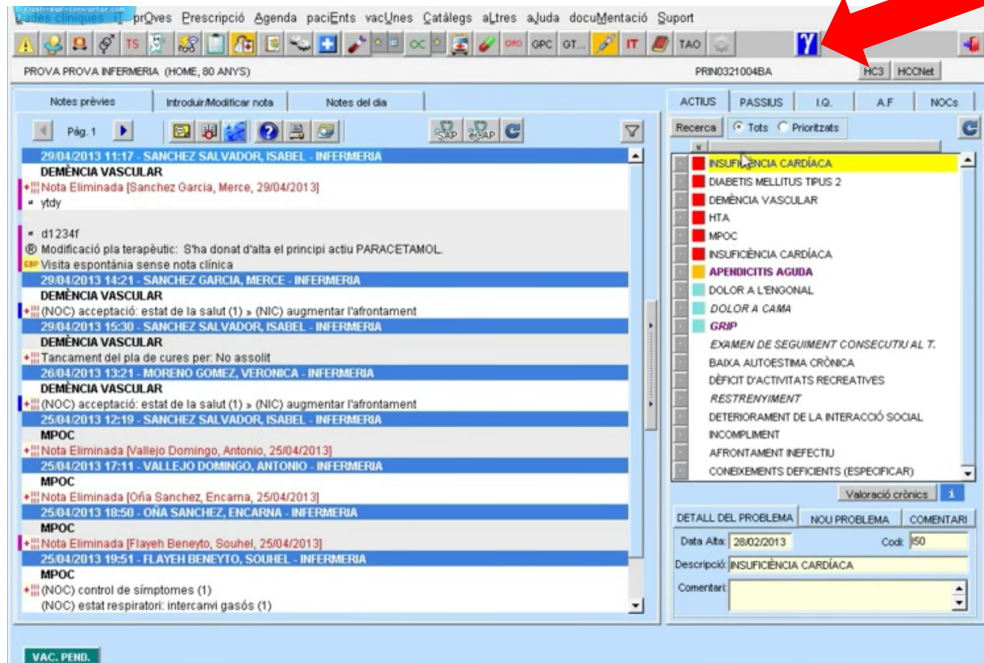 Dades clíniques IT prOves Prescripció Agenda paciEnts vacUnes Catàlegs aLtres aJuda docuMentació Suport
TS OC ORD GPC GT... IT TAO γ
PROVA PROVA INFERMERIA (HOME, 80 ANYS) PRIN0321004BA HC3 HCCNet
Notes prèvies Introduir/Modificar nota Notes del dia
Pàg. 1 SAP eCAP
29/04/2013 11:17 - SANCHEZ SALVADOR, ISABEL - INFERMERIA
DEMÈNCIA VASCULAR
Nota Eliminada [Sanchez Garcia, Merce, 29/04/2013]
ytdy
d1234f
® Modificació pla terapèutic: S'ha donat d'alta el principi actiu PARACETAMOL.
Visita espontània sense nota clínica
29/04/2013 14:21 - SANCHEZ GARCIA, MERCE - INFERMERIA
DEMÈNCIA VASCULAR
(NOC) acceptació: estat de la salut (1) » (NIC) augmentar l'afrontament
29/04/2013 15:30 - SANCHEZ SALVADOR, ISABEL - INFERMERIA
DEMÈNCIA VASCULAR
Tancament del pla de cures per: No assolit
26/04/2013 13:21 - MORENO GOMEZ, VERONICA - INFERMERIA
DEMÈNCIA VASCULAR
(NOC) acceptació: estat de la salut (1) » (NIC) augmentar l'afrontament
25/04/2013 12:19 - SANCHEZ SALVADOR, ISABEL - INFERMERIA
MPOC
Nota Eliminada [Vallejo Domingo, Antonio, 25/04/2013]
25/04/2013 17:11 - VALLEJO DOMINGO, ANTONIO - INFERMERIA
MPOC
Nota Eliminada [Oña Sanchez, Encarna, 25/04/2013]
25/04/2013 18:50 - OÑA SANCHEZ, ENCARNA - INFERMERIA
MPOC
Nota Eliminada [Flayeh Beneyto, Souhel, 25/04/2013]
25/04/2013 19:51 - FLAYEH BENEYTO, SOUHEL - INFERMERIA
MPOC
(NOC) control de símptomes (1)
(NOC) estat respiratori: intercanvi gasós (1)
VAC. PEND.
ACTIUS PASSIUS I.Q. A.F NOCs
Recerca Tots Prioritzats
INSUFICIÈNCIA CARDÍACA
DIABETIS MELLITUS TIPUS 2
DEMÈNCIA VASCULAR
HTA
MPOC
INSUFICIÈNCIA CARDÍACA
APENDICITIS AGUDA
DOLOR A L'ENGONAL
DOLOR A CAMA
GRIP
EXAMEN DE SEGUIMENT CONSECUTIU AL T.
BAIXA AUTOESTIMA CRÒNICA
DÈFICIT D'ACTIVITATS RECREATIVES
RESTRENYIMENT
DETERIORAMENT DE LA INTERACCIÓ SOCIAL
INCOMPLIMENT
AFRONTAMENT INEFECTIU
CONEIXEMENTS DEFICIENTS (ESPECIFICAR)
Valoració crònics i
DETALL DEL PROBLEMA NOU PROBLEMA COMENTARI
Data Alta: 28/02/2013 Codi: I50
Descripció: INSUFICIÈNCIA CARDÍACA
Comentari: